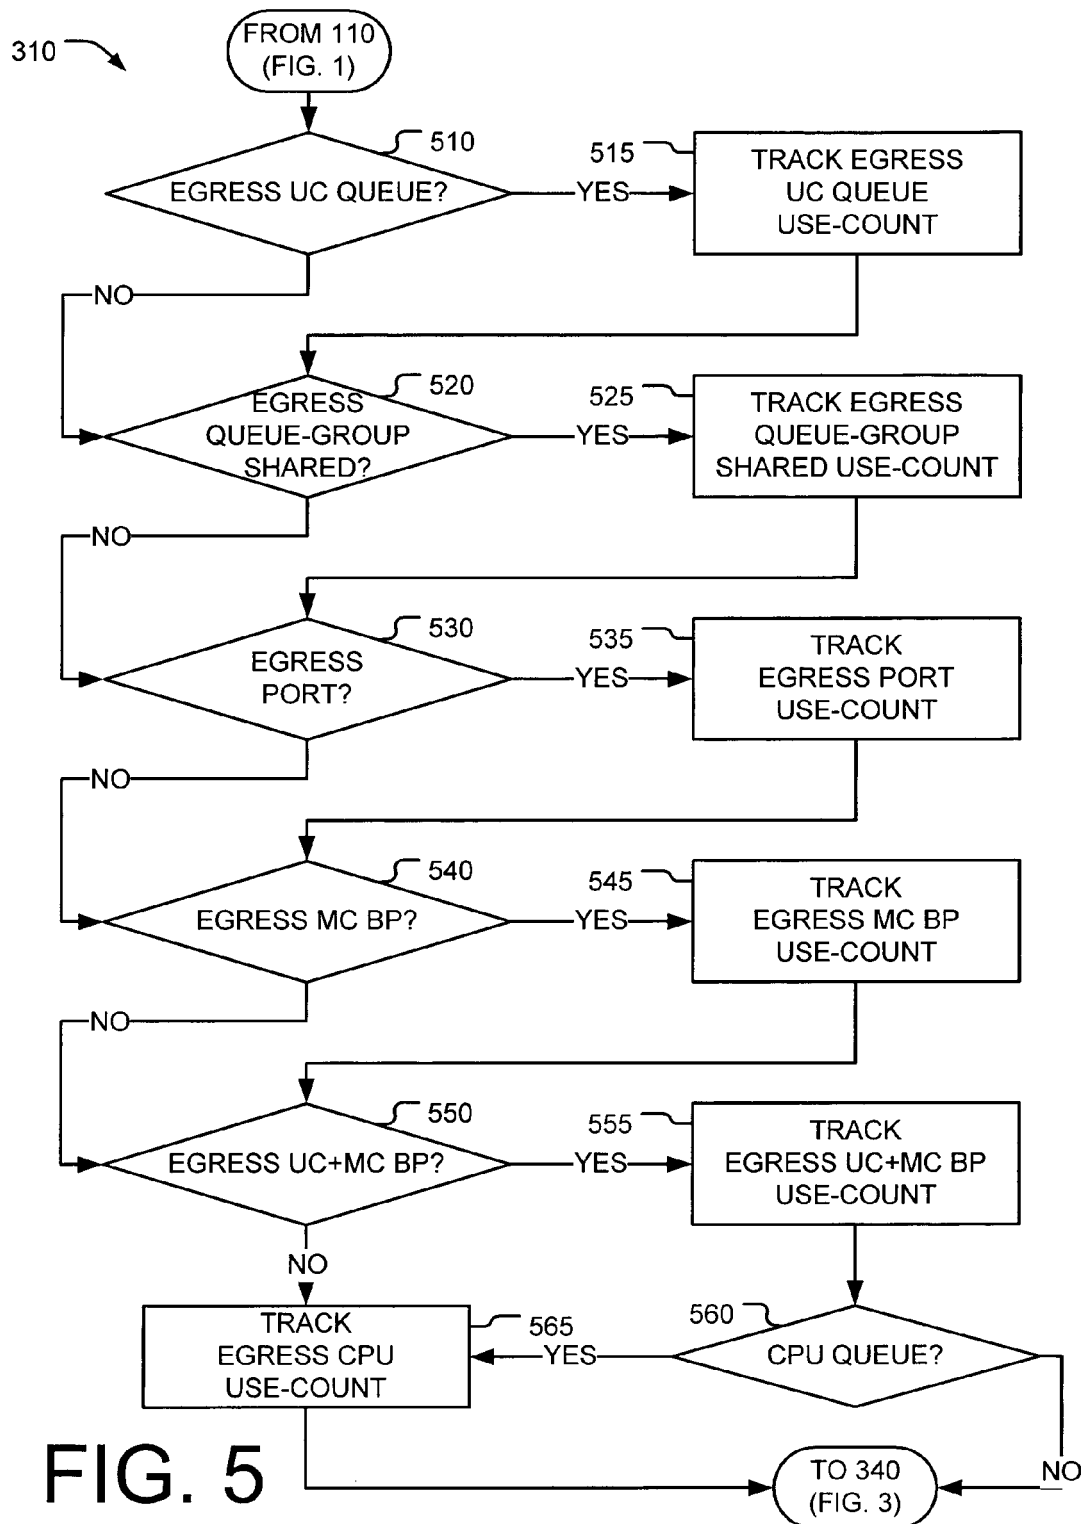 310
FROM 110
(FIG. 1)
510
EGRESS UC QUEUE?
YES
515
TRACK EGRESS
UC QUEUE
USE-COUNT
NO
520
EGRESS
QUEUE-GROUP
SHARED?
YES
525
TRACK EGRESS
QUEUE-GROUP
SHARED USE-COUNT
NO
530
EGRESS
PORT?
YES
535
TRACK
EGRESS PORT
USE-COUNT
NO
540
EGRESS MC BP?
YES
545
TRACK
EGRESS MC BP
USE-COUNT
NO
550
EGRESS UC+MC BP?
YES
555
TRACK
EGRESS UC+MC BP
USE-COUNT
NO
TRACK
EGRESS CPU
USE-COUNT
565
YES
560
CPU QUEUE?
NO
TO 340
(FIG. 3)
FIG. 5